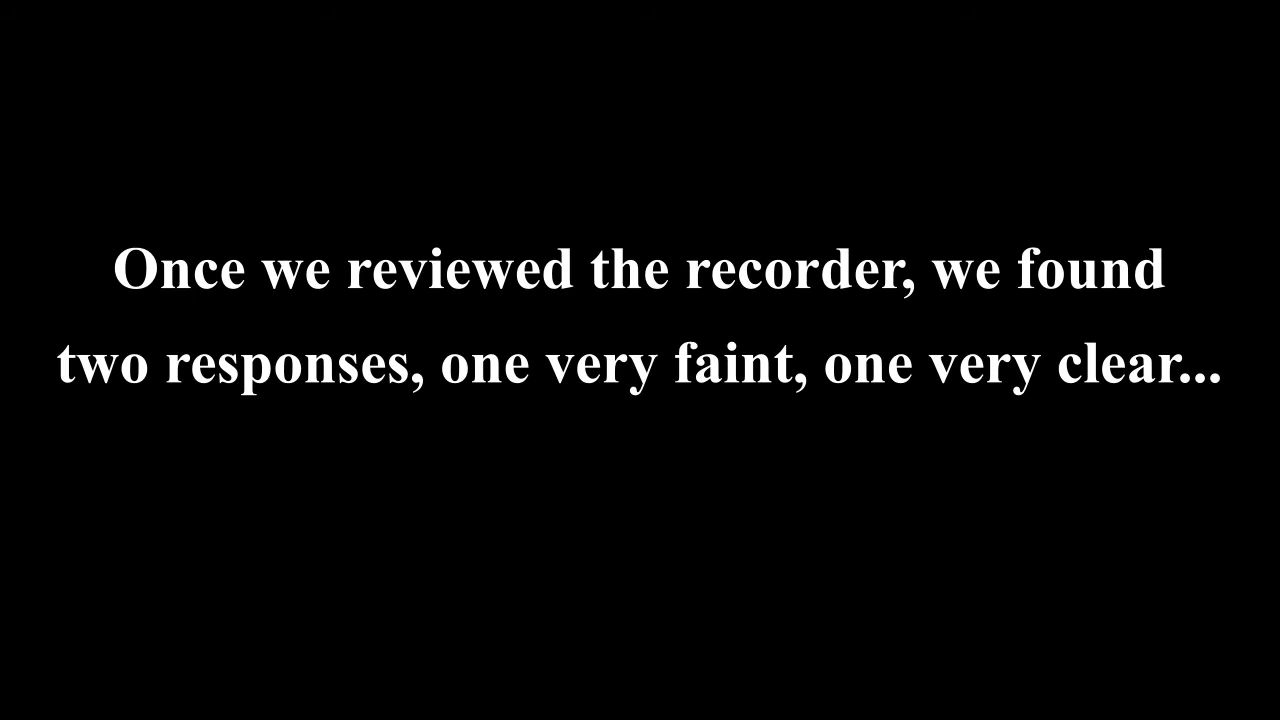 Once we reviewed the recorder, we found
two responses, one very faint, one very clear...